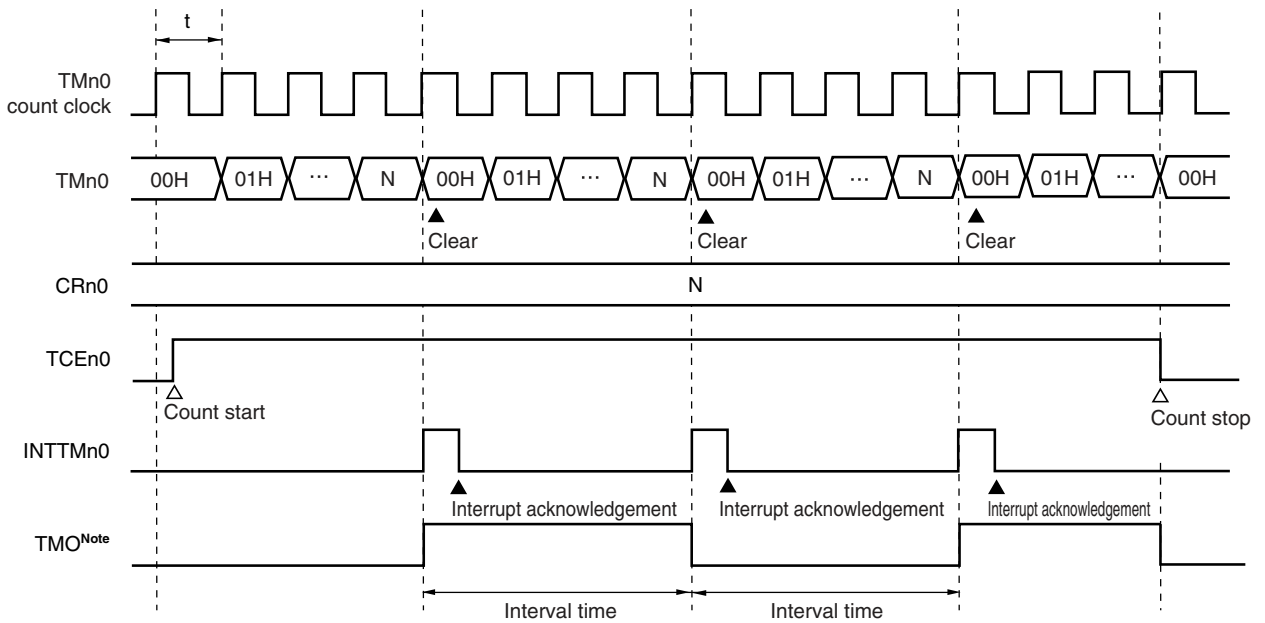 t
TMn0
count clock
TMn0
00H 01H ... N 00H 01H ... N 00H 01H ... N 00H 01H ... 00H
Clear Clear Clear
CRn0
N
TCEn0
Count start
Count stop
INTTMn0
Interrupt acknowledgement Interrupt acknowledgement Interrupt acknowledgement
TMONote
Interval time Interval time